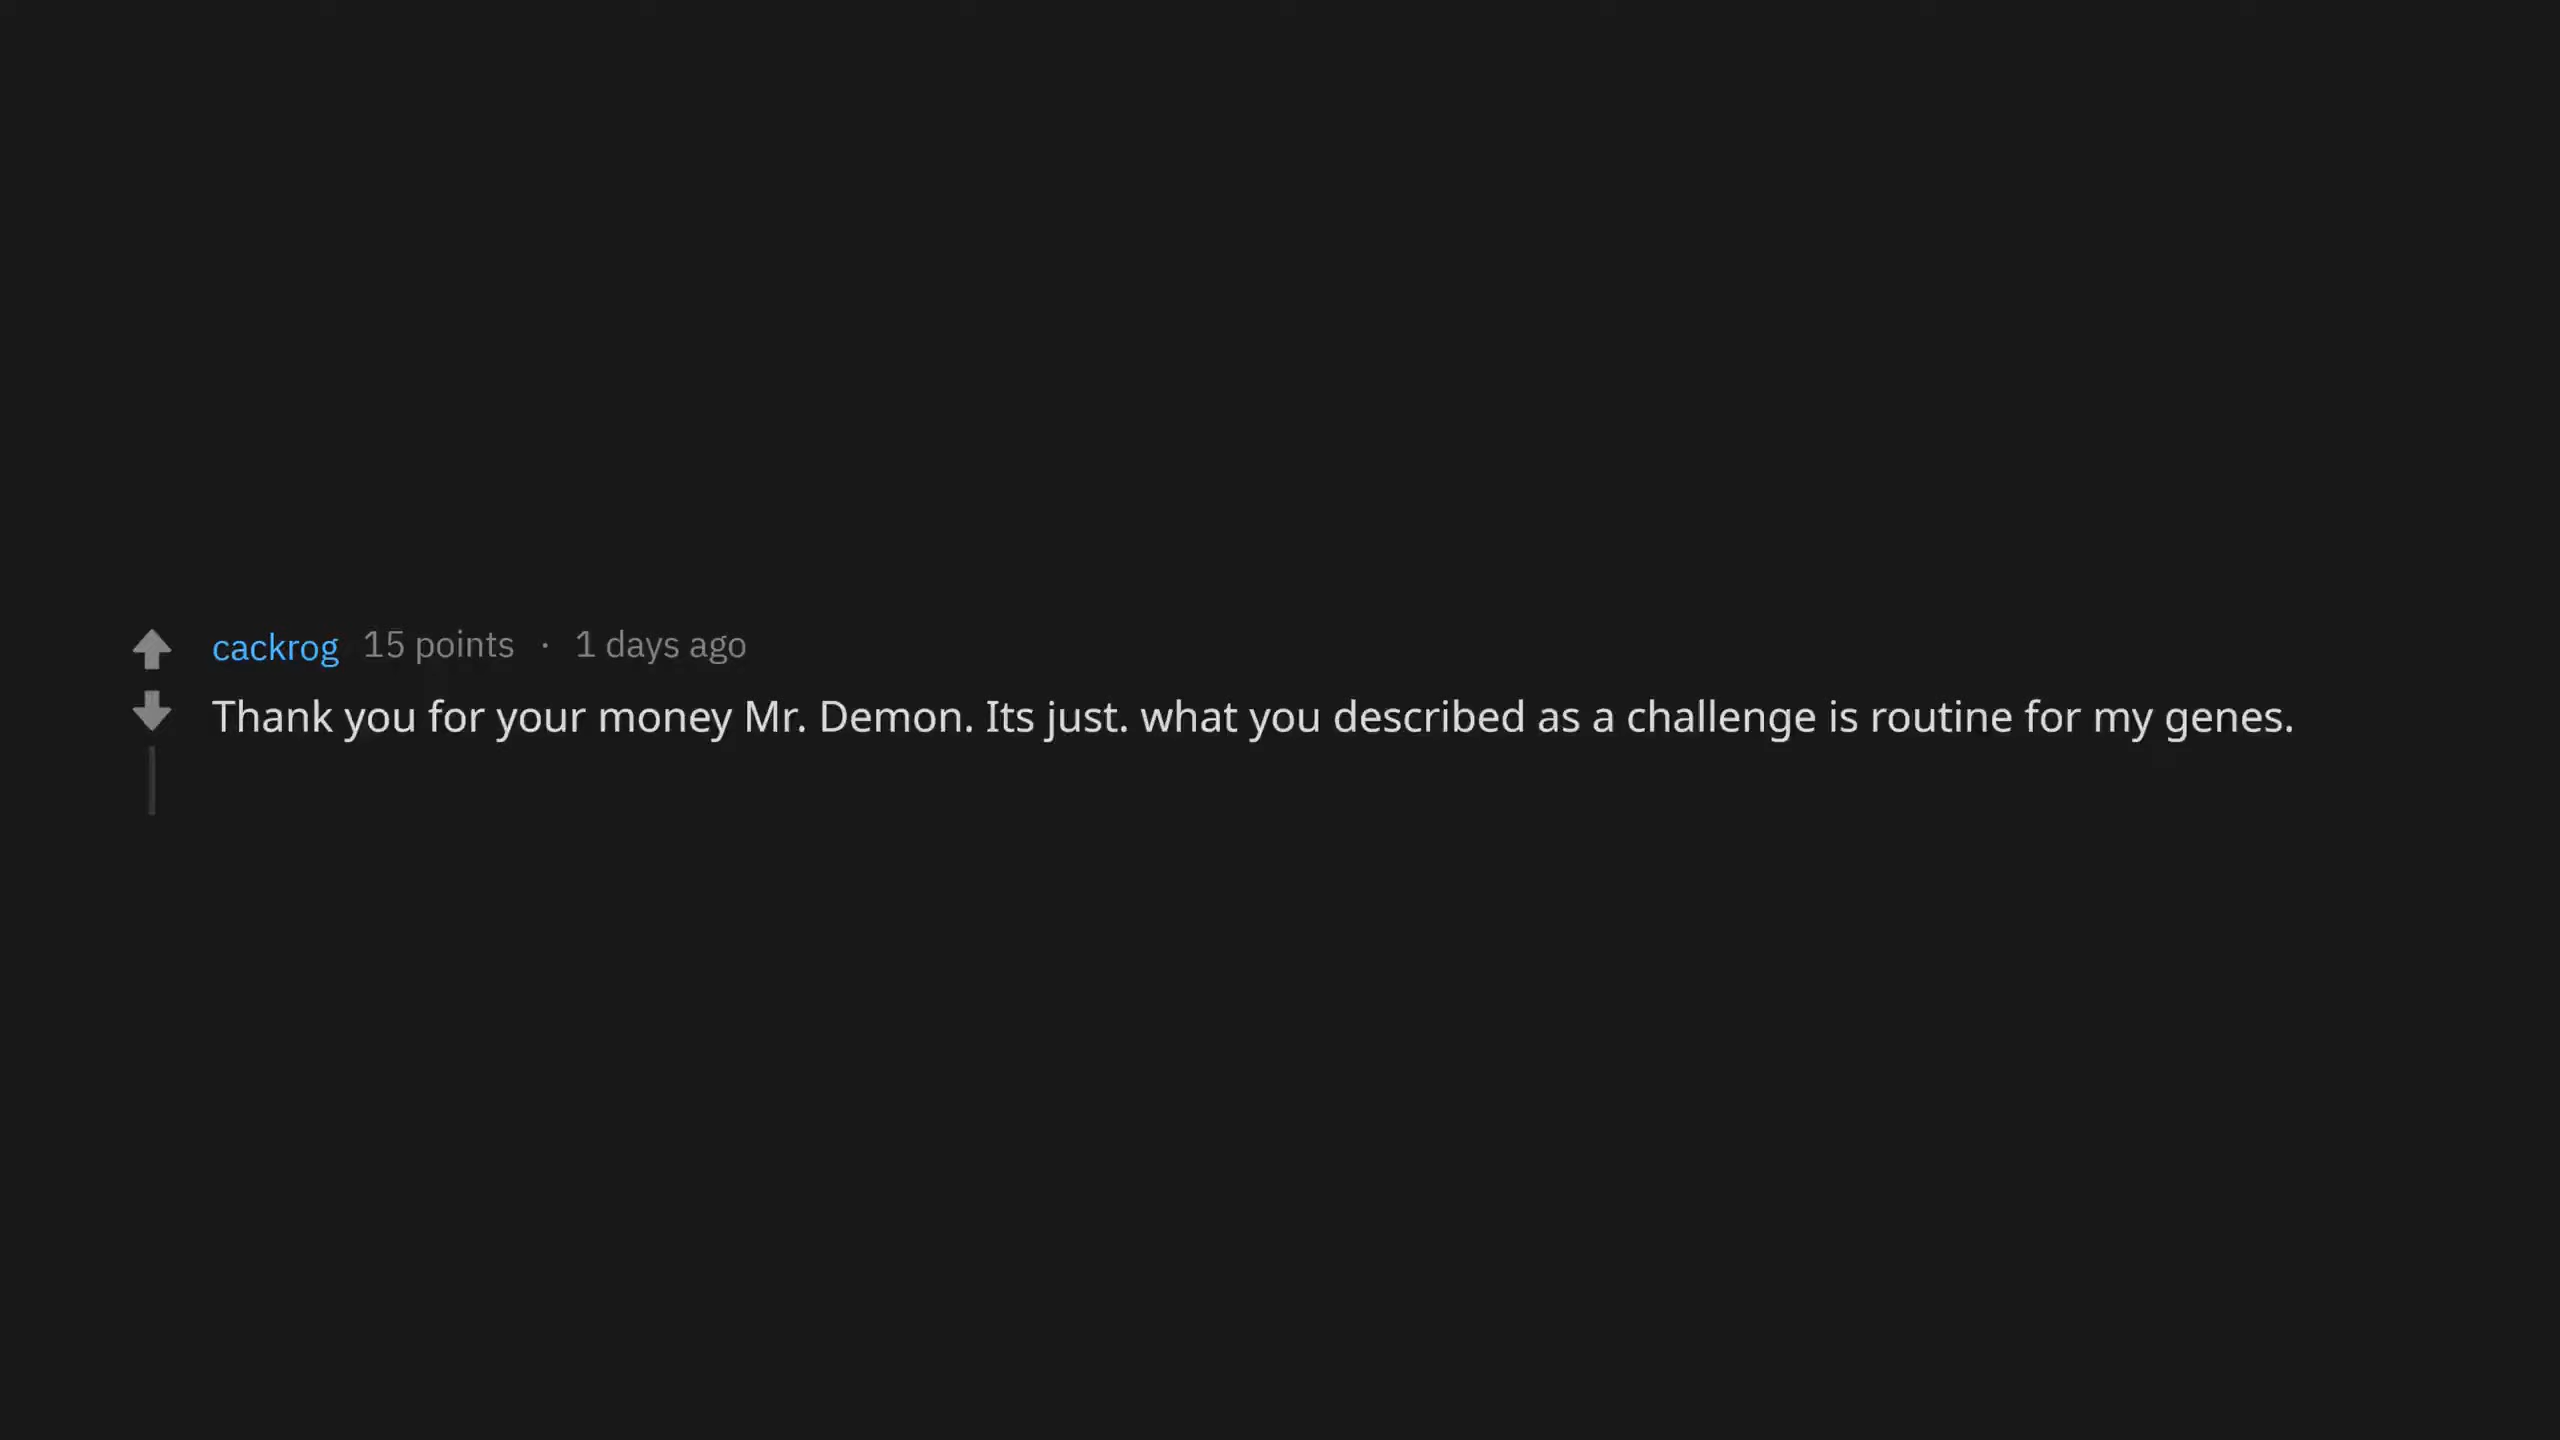 cackrog 15 points · 1 days ago
Thank you for your money Mr. Demon. Its just. what you described as a challenge is routine for my genes.